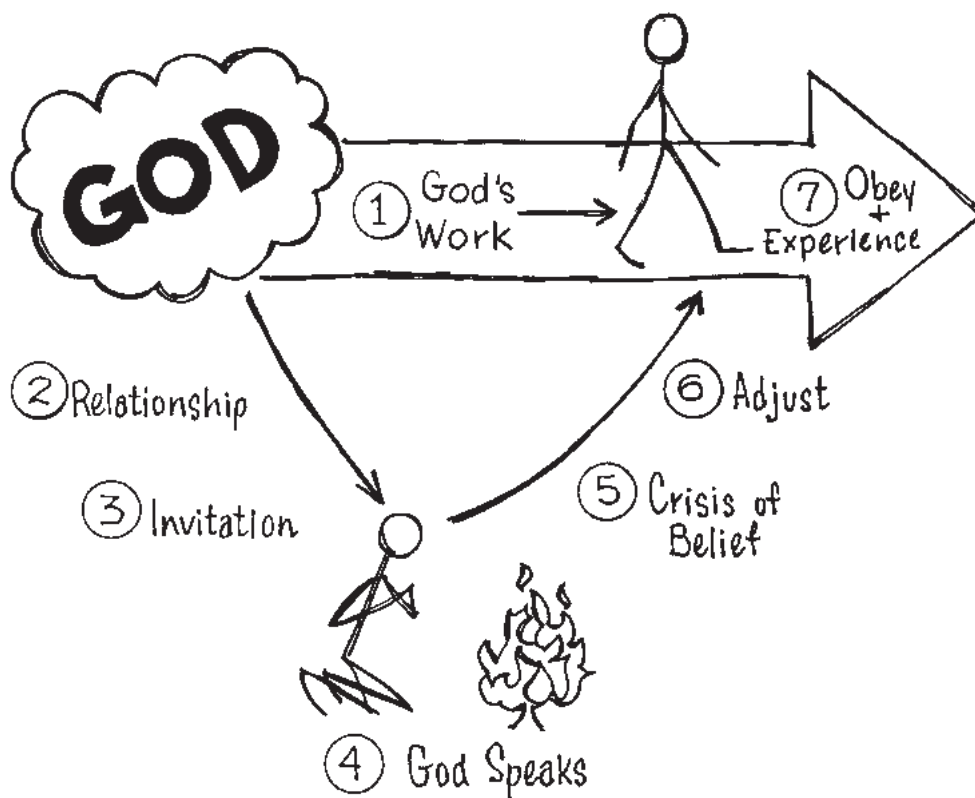 GOD
1 God's
Work
7 Obey
+
Experience
2 Relationship
6 Adjust
3 Invitation
5 Crisis of
Belief
4 God Speaks